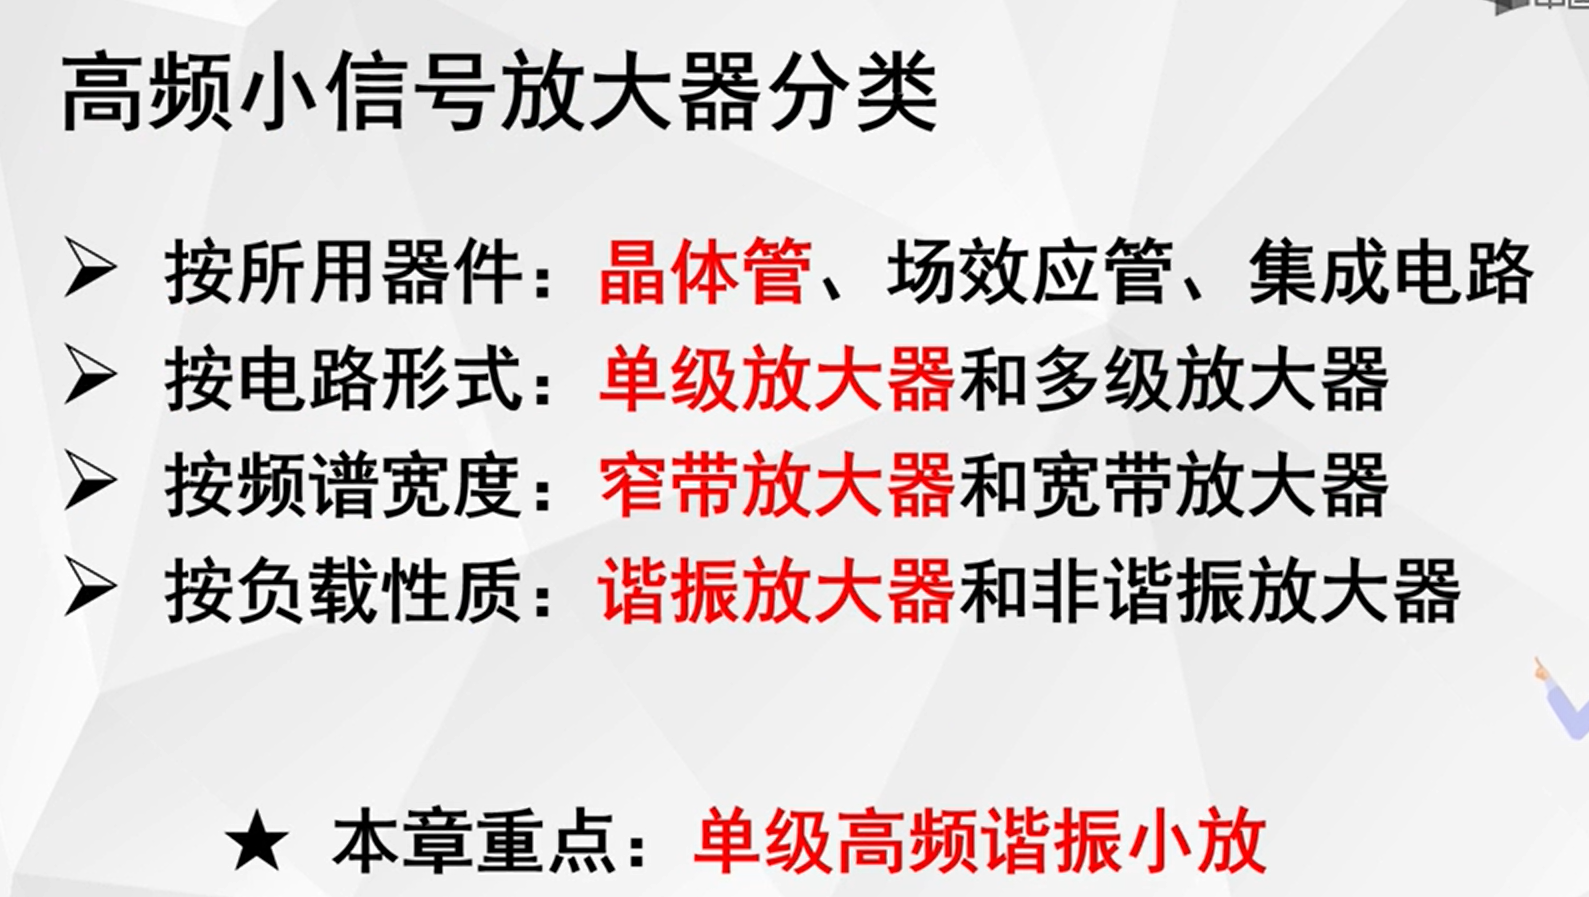 高频小信号放大器分类
按所用器件：晶体管、场效应管、集成电路
按电路形式：单级放大器和多级放大器
按频谱宽度：窄带放大器和宽带放大器
按负载性质：谐振放大器和非谐振放大器
★ 本章重点：单级高频谐振小放